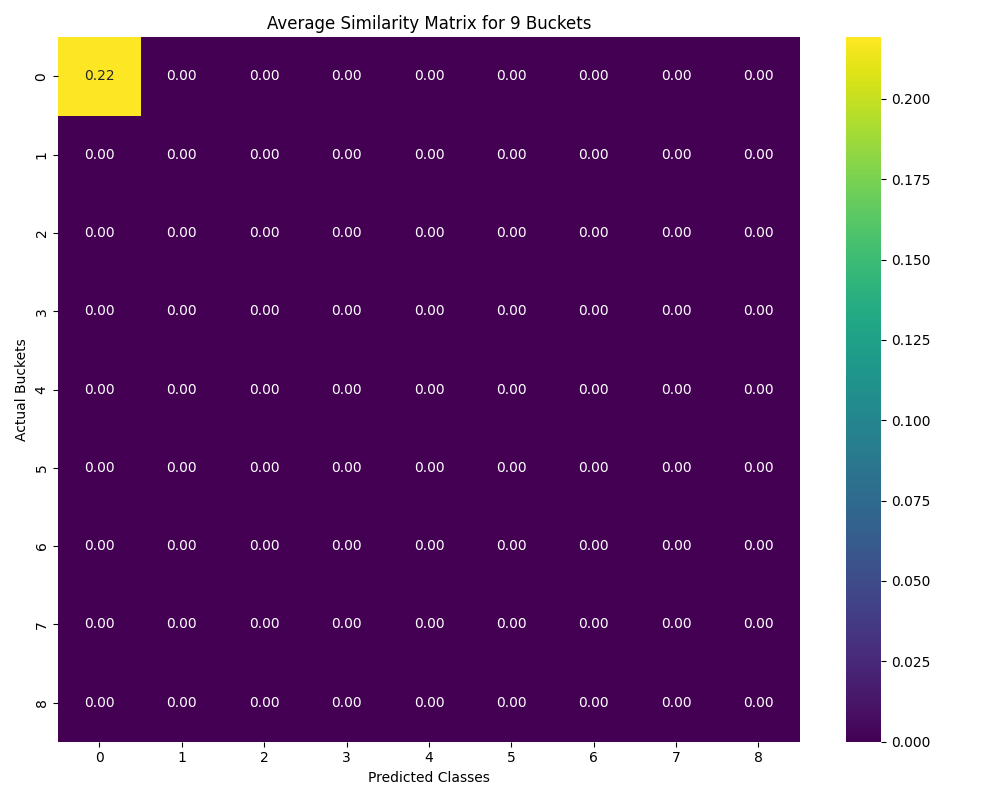 Average Similarity Matrix for 9 Buckets
0 0.22 0.00 0.00 0.00 0.00 0.00 0.00 0.00 0.00
1 0.00 0.00 0.00 0.00 0.00 0.00 0.00 0.00 0.00
2 0.00 0.00 0.00 0.00 0.00 0.00 0.00 0.00 0.00
3 0.00 0.00 0.00 0.00 0.00 0.00 0.00 0.00 0.00
4 0.00 0.00 0.00 0.00 0.00 0.00 0.00 0.00 0.00
5 0.00 0.00 0.00 0.00 0.00 0.00 0.00 0.00 0.00
6 0.00 0.00 0.00 0.00 0.00 0.00 0.00 0.00 0.00
7 0.00 0.00 0.00 0.00 0.00 0.00 0.00 0.00 0.00
8 0.00 0.00 0.00 0.00 0.00 0.00 0.00 0.00 0.00
0 1 2 3 4 5 6 7 8
Predicted Classes
Actual Buckets
0.200
0.175
0.150
0.125
0.100
0.075
0.050
0.025
0.000